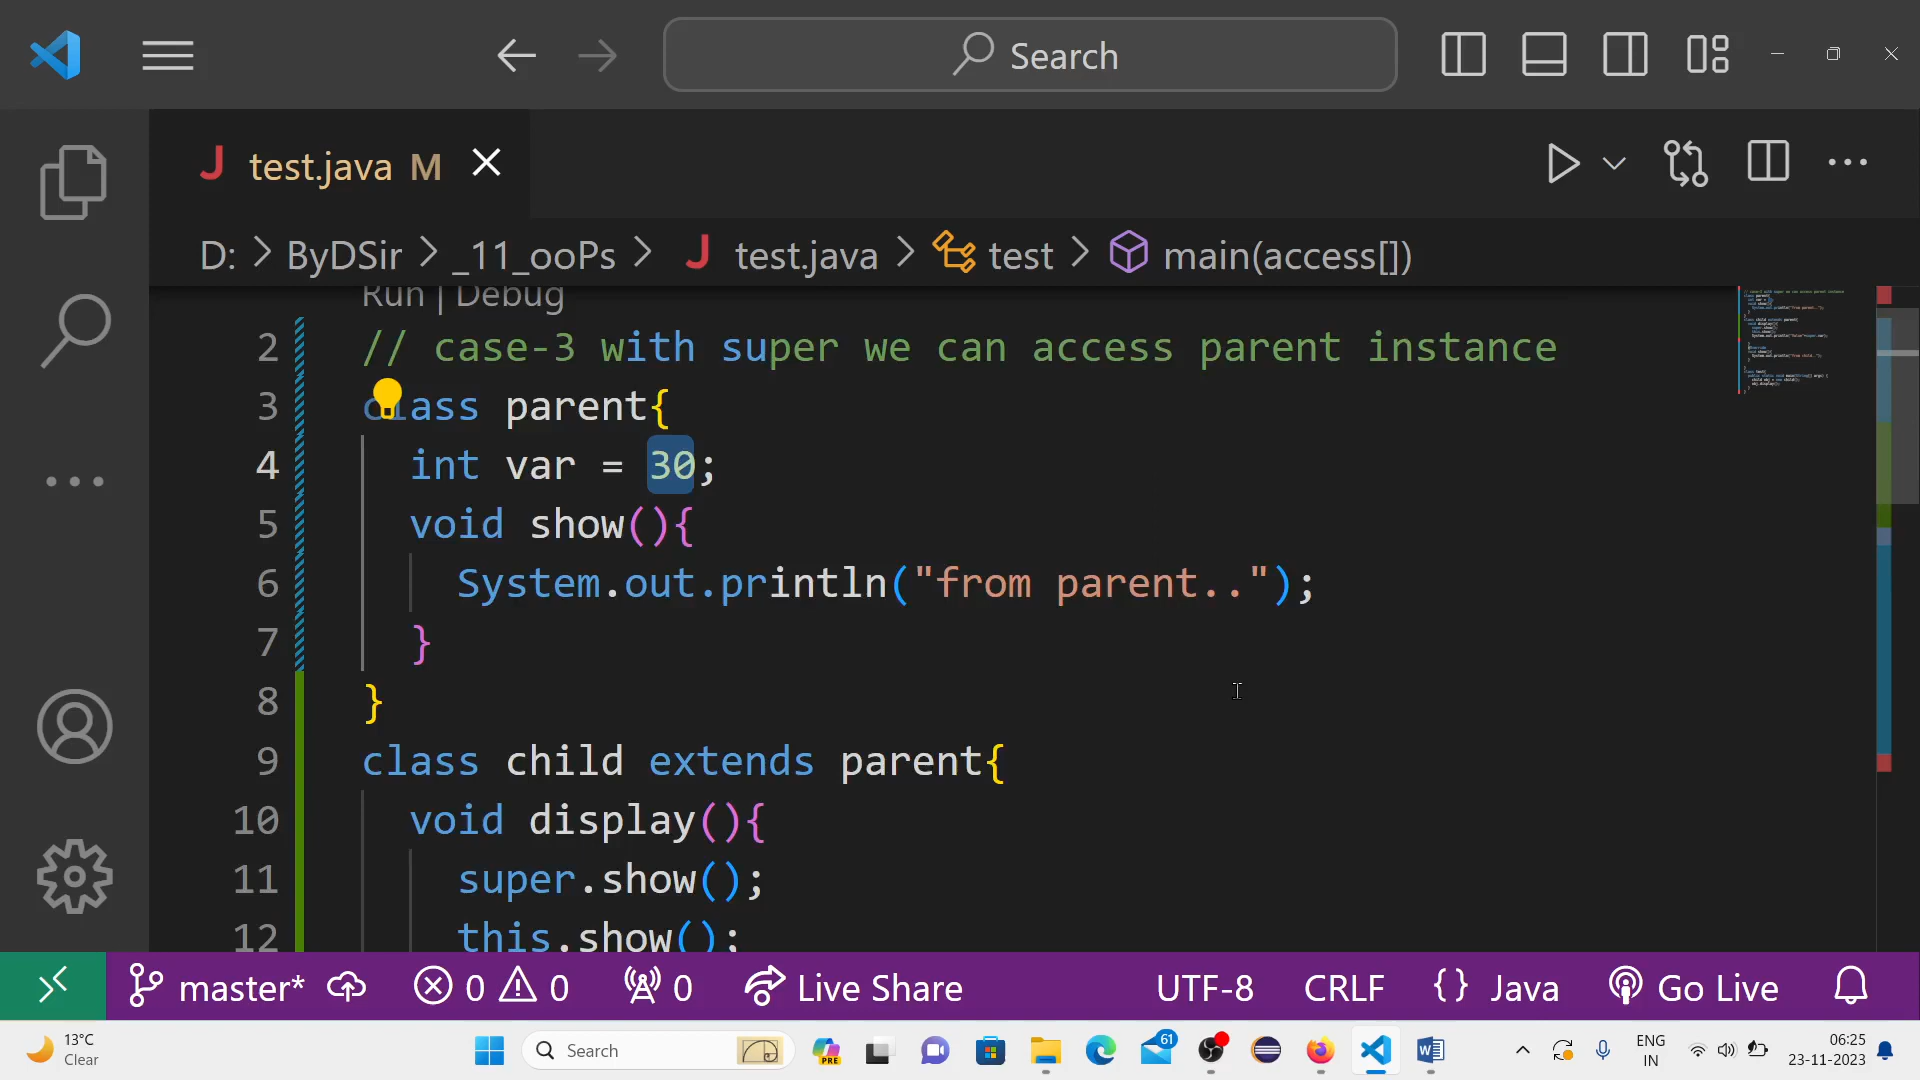 Search
test.java M
D: > ByDSir > _11_ooPs > test.java > test > main(access[])
Run | Debug
2 // case-3 with super we can access parent instance
3 class parent{
4 int var = 30;
5 void show(){
6 System.out.println("from parent..");
7 }
8 }
9 class child extends parent{
10 void display(){
11 super.show();
12 this.show();
master* 0 0 0 Live Share UTF-8 CRLF {} Java Go Live
13°C
Clear
Search
PRE
61
ENG
IN
06:25
23-11-2023